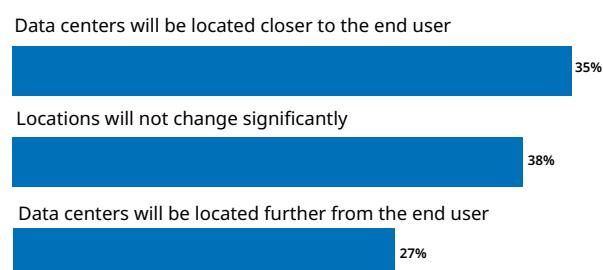 Data centers will be located closer to the end user
35%
Locations will not change significantly
38%
Data centers will be located further from the end user
27%